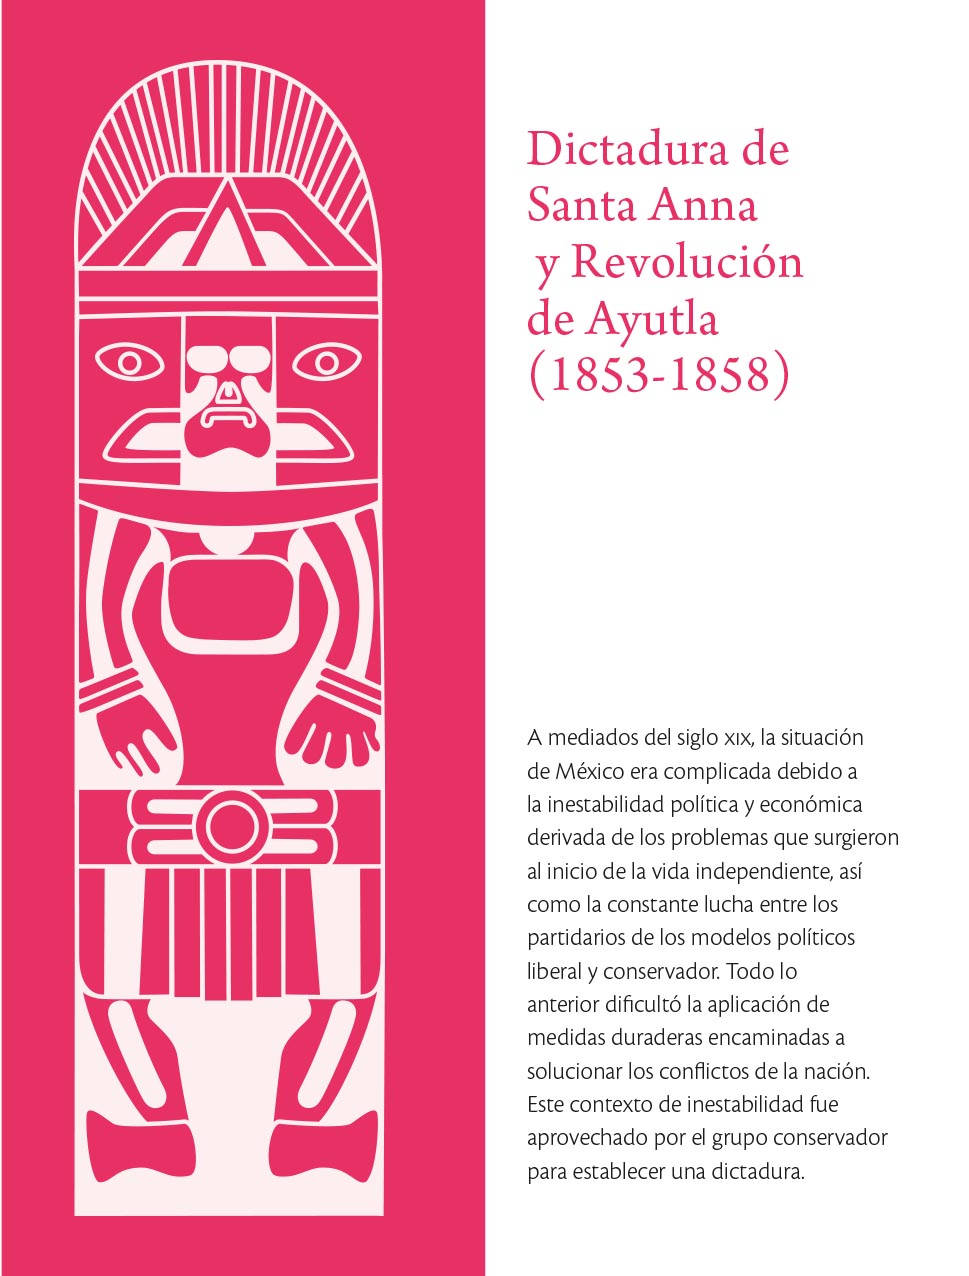 Dictadura de
Santa Anna
y Revolución
de Ayutla
(1853-1858)
A mediados del siglo XIX, la situación
de México era complicada debido a
la inestabilidad política y económica
derivada de los problemas que surgieron
al inicio de la vida independiente, así
como la constante lucha entre los
partidarios de los modelos políticos
liberal y conservador. Todo lo
anterior dificultó la aplicación de
medidas duraderas encaminadas a
solucionar los conflictos de la nación.
Este contexto de inestabilidad fue
aprovechado por el grupo conservador
para establecer una dictadura.